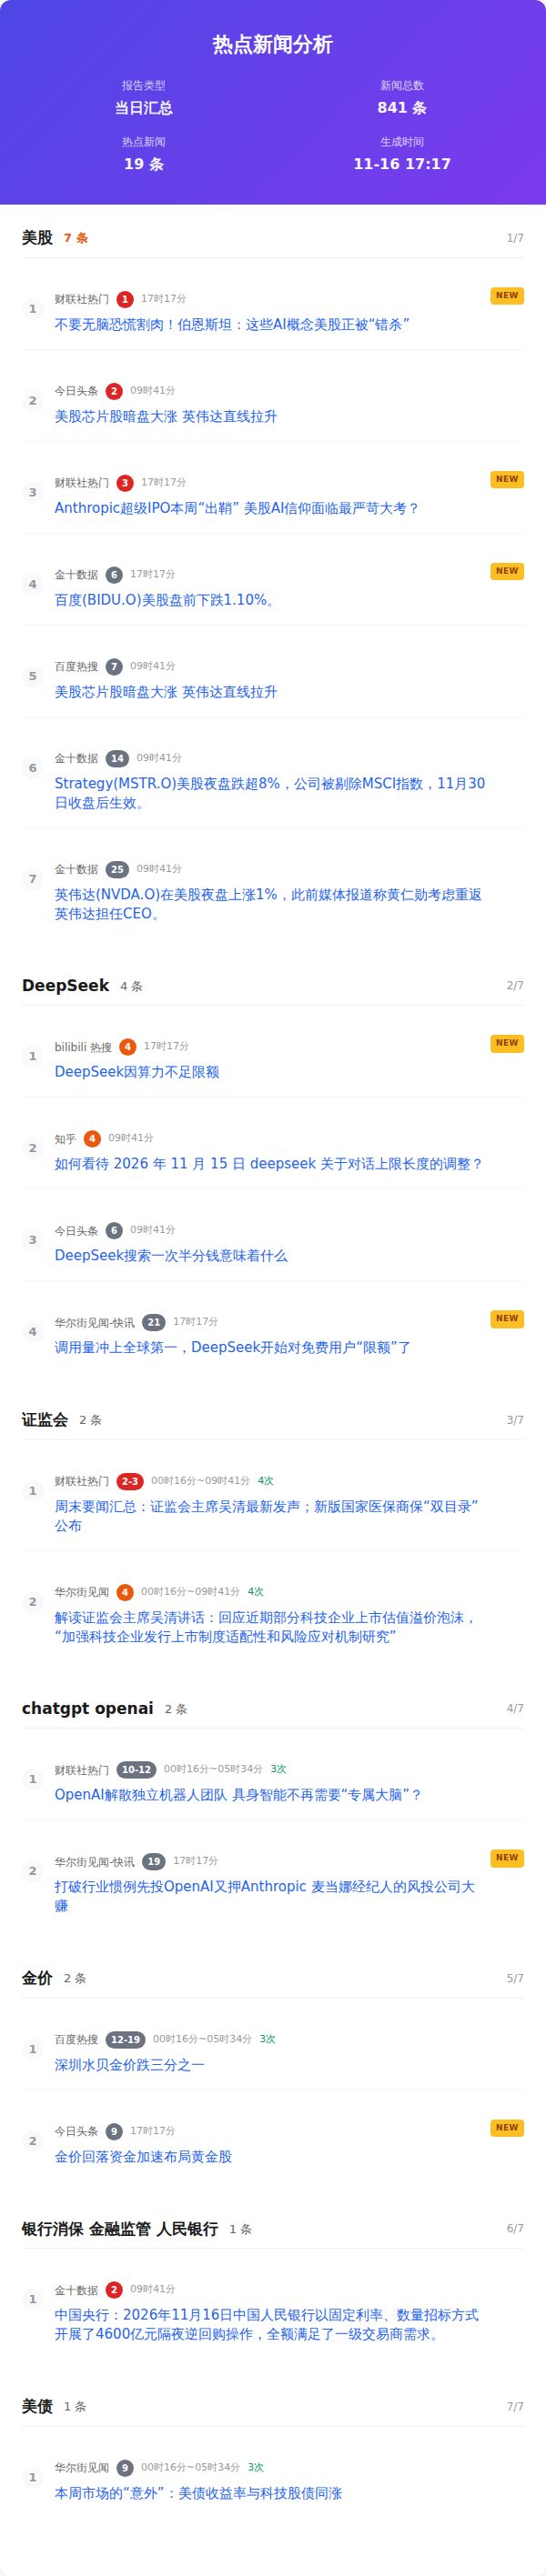 热点新闻分析
报告类型
当日汇总
新闻总数
841 条
热点新闻
19 条
生成时间
11-16 17:17
美股 7 条 1/7
1 财联社热门 1 17时17分 NEW
不要无脑恐慌割肉！伯恩斯坦：这些AI概念美股正被“错杀”
2 今日头条 2 09时41分
美股芯片股暗盘大涨 英伟达直线拉升
3 财联社热门 3 17时17分 NEW
Anthropic超级IPO本周“出鞘” 美股AI信仰面临最严苛大考？
4 金十数据 6 17时17分 NEW
百度(BIDU.O)美股盘前下跌1.10%。
5 百度热搜 7 09时41分
美股芯片股暗盘大涨 英伟达直线拉升
6 金十数据 14 09时41分
Strategy(MSTR.O)美股夜盘跌超8%，公司被剔除MSCI指数，11月30
日收盘后生效。
7 金十数据 25 09时41分
英伟达(NVDA.O)在美股夜盘上涨1%，此前媒体报道称黄仁勋考虑重返
英伟达担任CEO。
DeepSeek 4 条 2/7
1 bilibili 热搜 4 17时17分 NEW
DeepSeek因算力不足限额
2 知乎 4 09时41分
如何看待 2026 年 11 月 15 日 deepseek 关于对话上限长度的调整？
3 今日头条 6 09时41分
DeepSeek搜索一次半分钱意味着什么
4 华尔街见闻-快讯 21 17时17分 NEW
调用量冲上全球第一，DeepSeek开始对免费用户“限额”了
证监会 2 条 3/7
1 财联社热门 2-3 00时16分~09时41分 4次
周末要闻汇总：证监会主席吴清最新发声；新版国家医保商保“双目录”
公布
2 华尔街见闻 4 00时16分~09时41分 4次
解读证监会主席吴清讲话：回应近期部分科技企业上市估值溢价泡沫，
“加强科技企业发行上市制度适配性和风险应对机制研究”
chatgpt openai 2 条 4/7
1 财联社热门 10-12 00时16分~05时34分 3次
OpenAI解散独立机器人团队 具身智能不再需要“专属大脑”？
2 华尔街见闻-快讯 19 17时17分 NEW
打破行业惯例先投OpenAI又押Anthropic 麦当娜经纪人的风投公司大
赚
金价 2 条 5/7
1 百度热搜 12-19 00时16分~05时34分 3次
深圳水贝金价跌三分之一
2 今日头条 9 17时17分 NEW
金价回落资金加速布局黄金股
银行消保 金融监管 人民银行 1 条 6/7
1 金十数据 2 09时41分
中国央行：2026年11月16日中国人民银行以固定利率、数量招标方式
开展了4600亿元隔夜逆回购操作，全额满足了一级交易商需求。
美债 1 条 7/7
1 华尔街见闻 9 00时16分~05时34分 3次
本周市场的“意外”：美债收益率与科技股债同涨